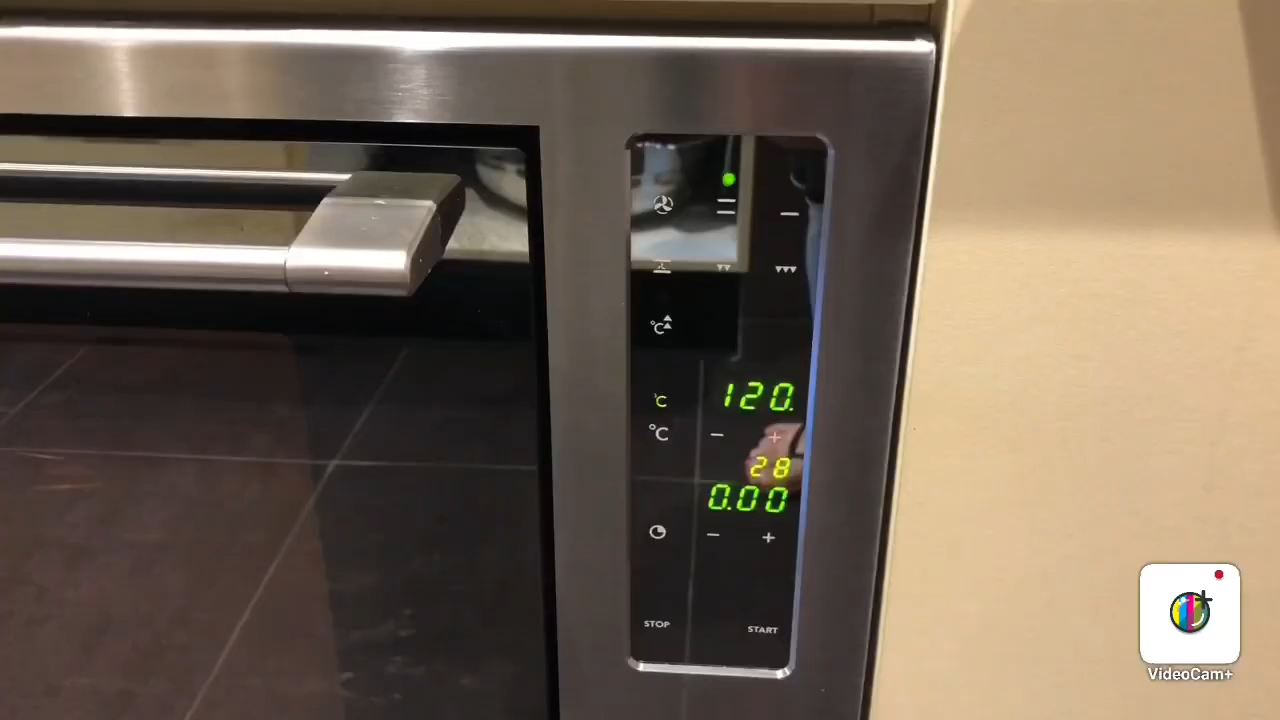 °C
°C 120.
°C - +
28
0.00
- +
STOP START
VideoCam+